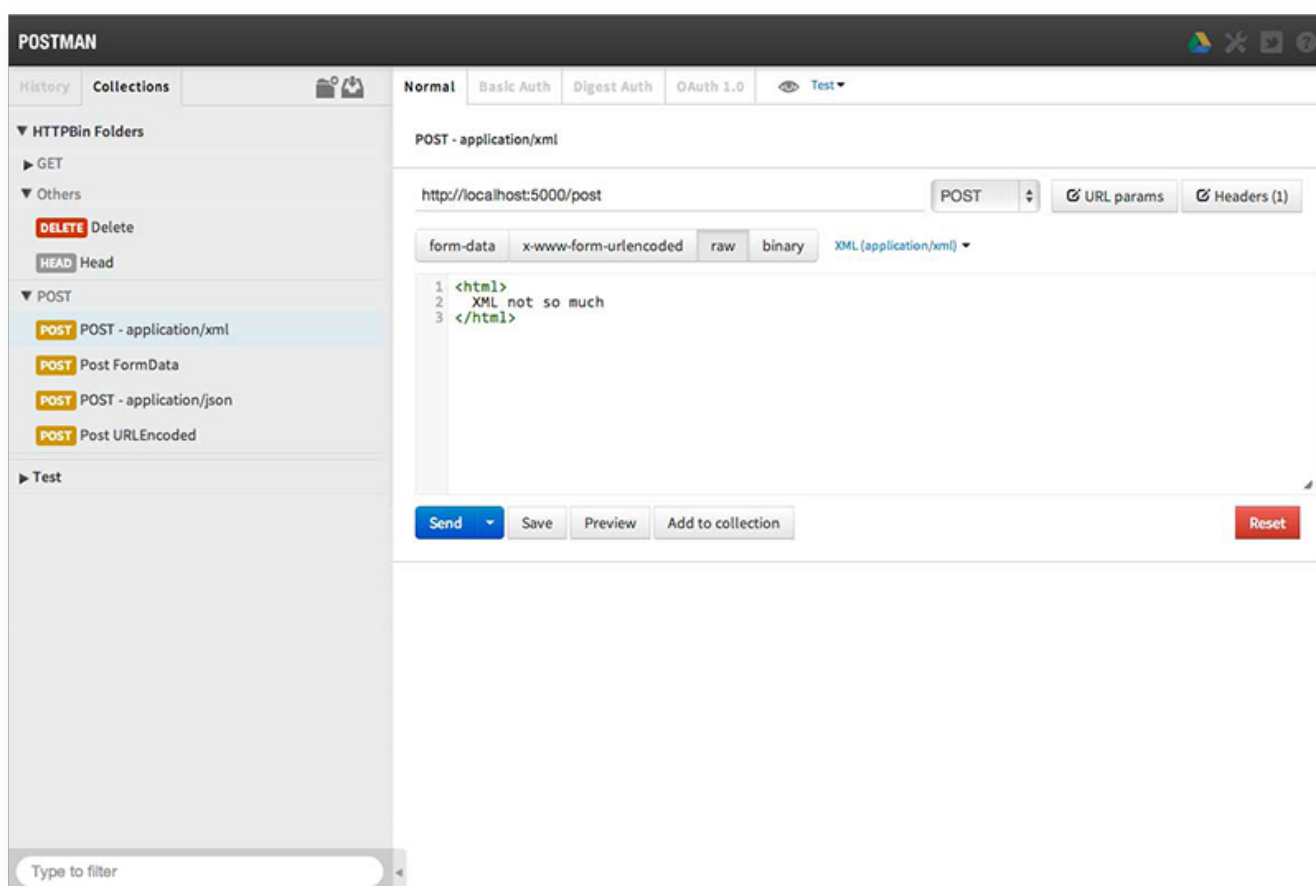 POSTMAN
History Collections
Normal Basic Auth Digest Auth OAuth 1.0 Test
HTTPBin Folders
GET
Others
DELETE Delete
HEAD Head
POST
POST POST - application/xml
POST Post FormData
POST POST - application/json
POST Post URLEncoded
Test
Type to filter
POST - application/xml
http://localhost:5000/post POST URL params Headers (1)
form-data x-www-form-urlencoded raw binary XML (application/xml)
1 <html>
2 XML not so much
3 </html>
Send Save Preview Add to collection Reset